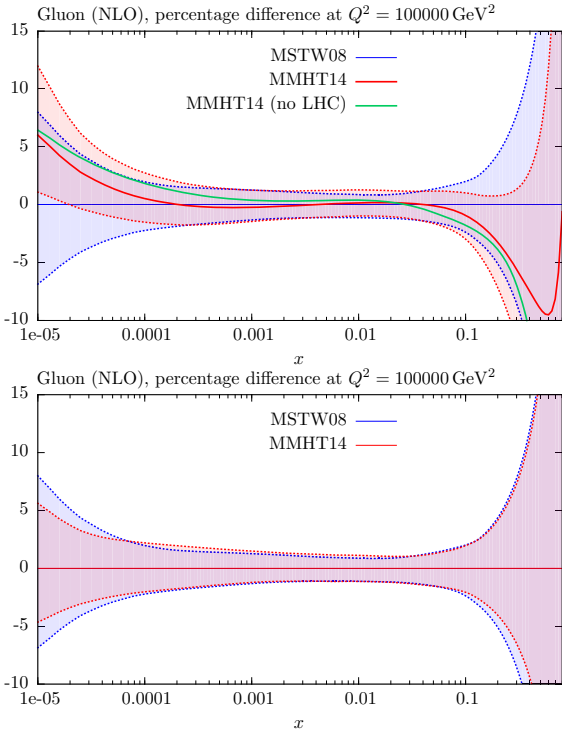 Gluon (NLO), percentage difference at Q² = 100000 GeV²
15
MSTW08
MMHT14
MMHT14 (no LHC)
10
5
0
-5
-10
1e-05 0.0001 0.001 0.01 0.1
x
Gluon (NLO), percentage difference at Q² = 100000 GeV²
15
MSTW08
MMHT14
10
5
0
-5
-10
1e-05 0.0001 0.001 0.01 0.1
x